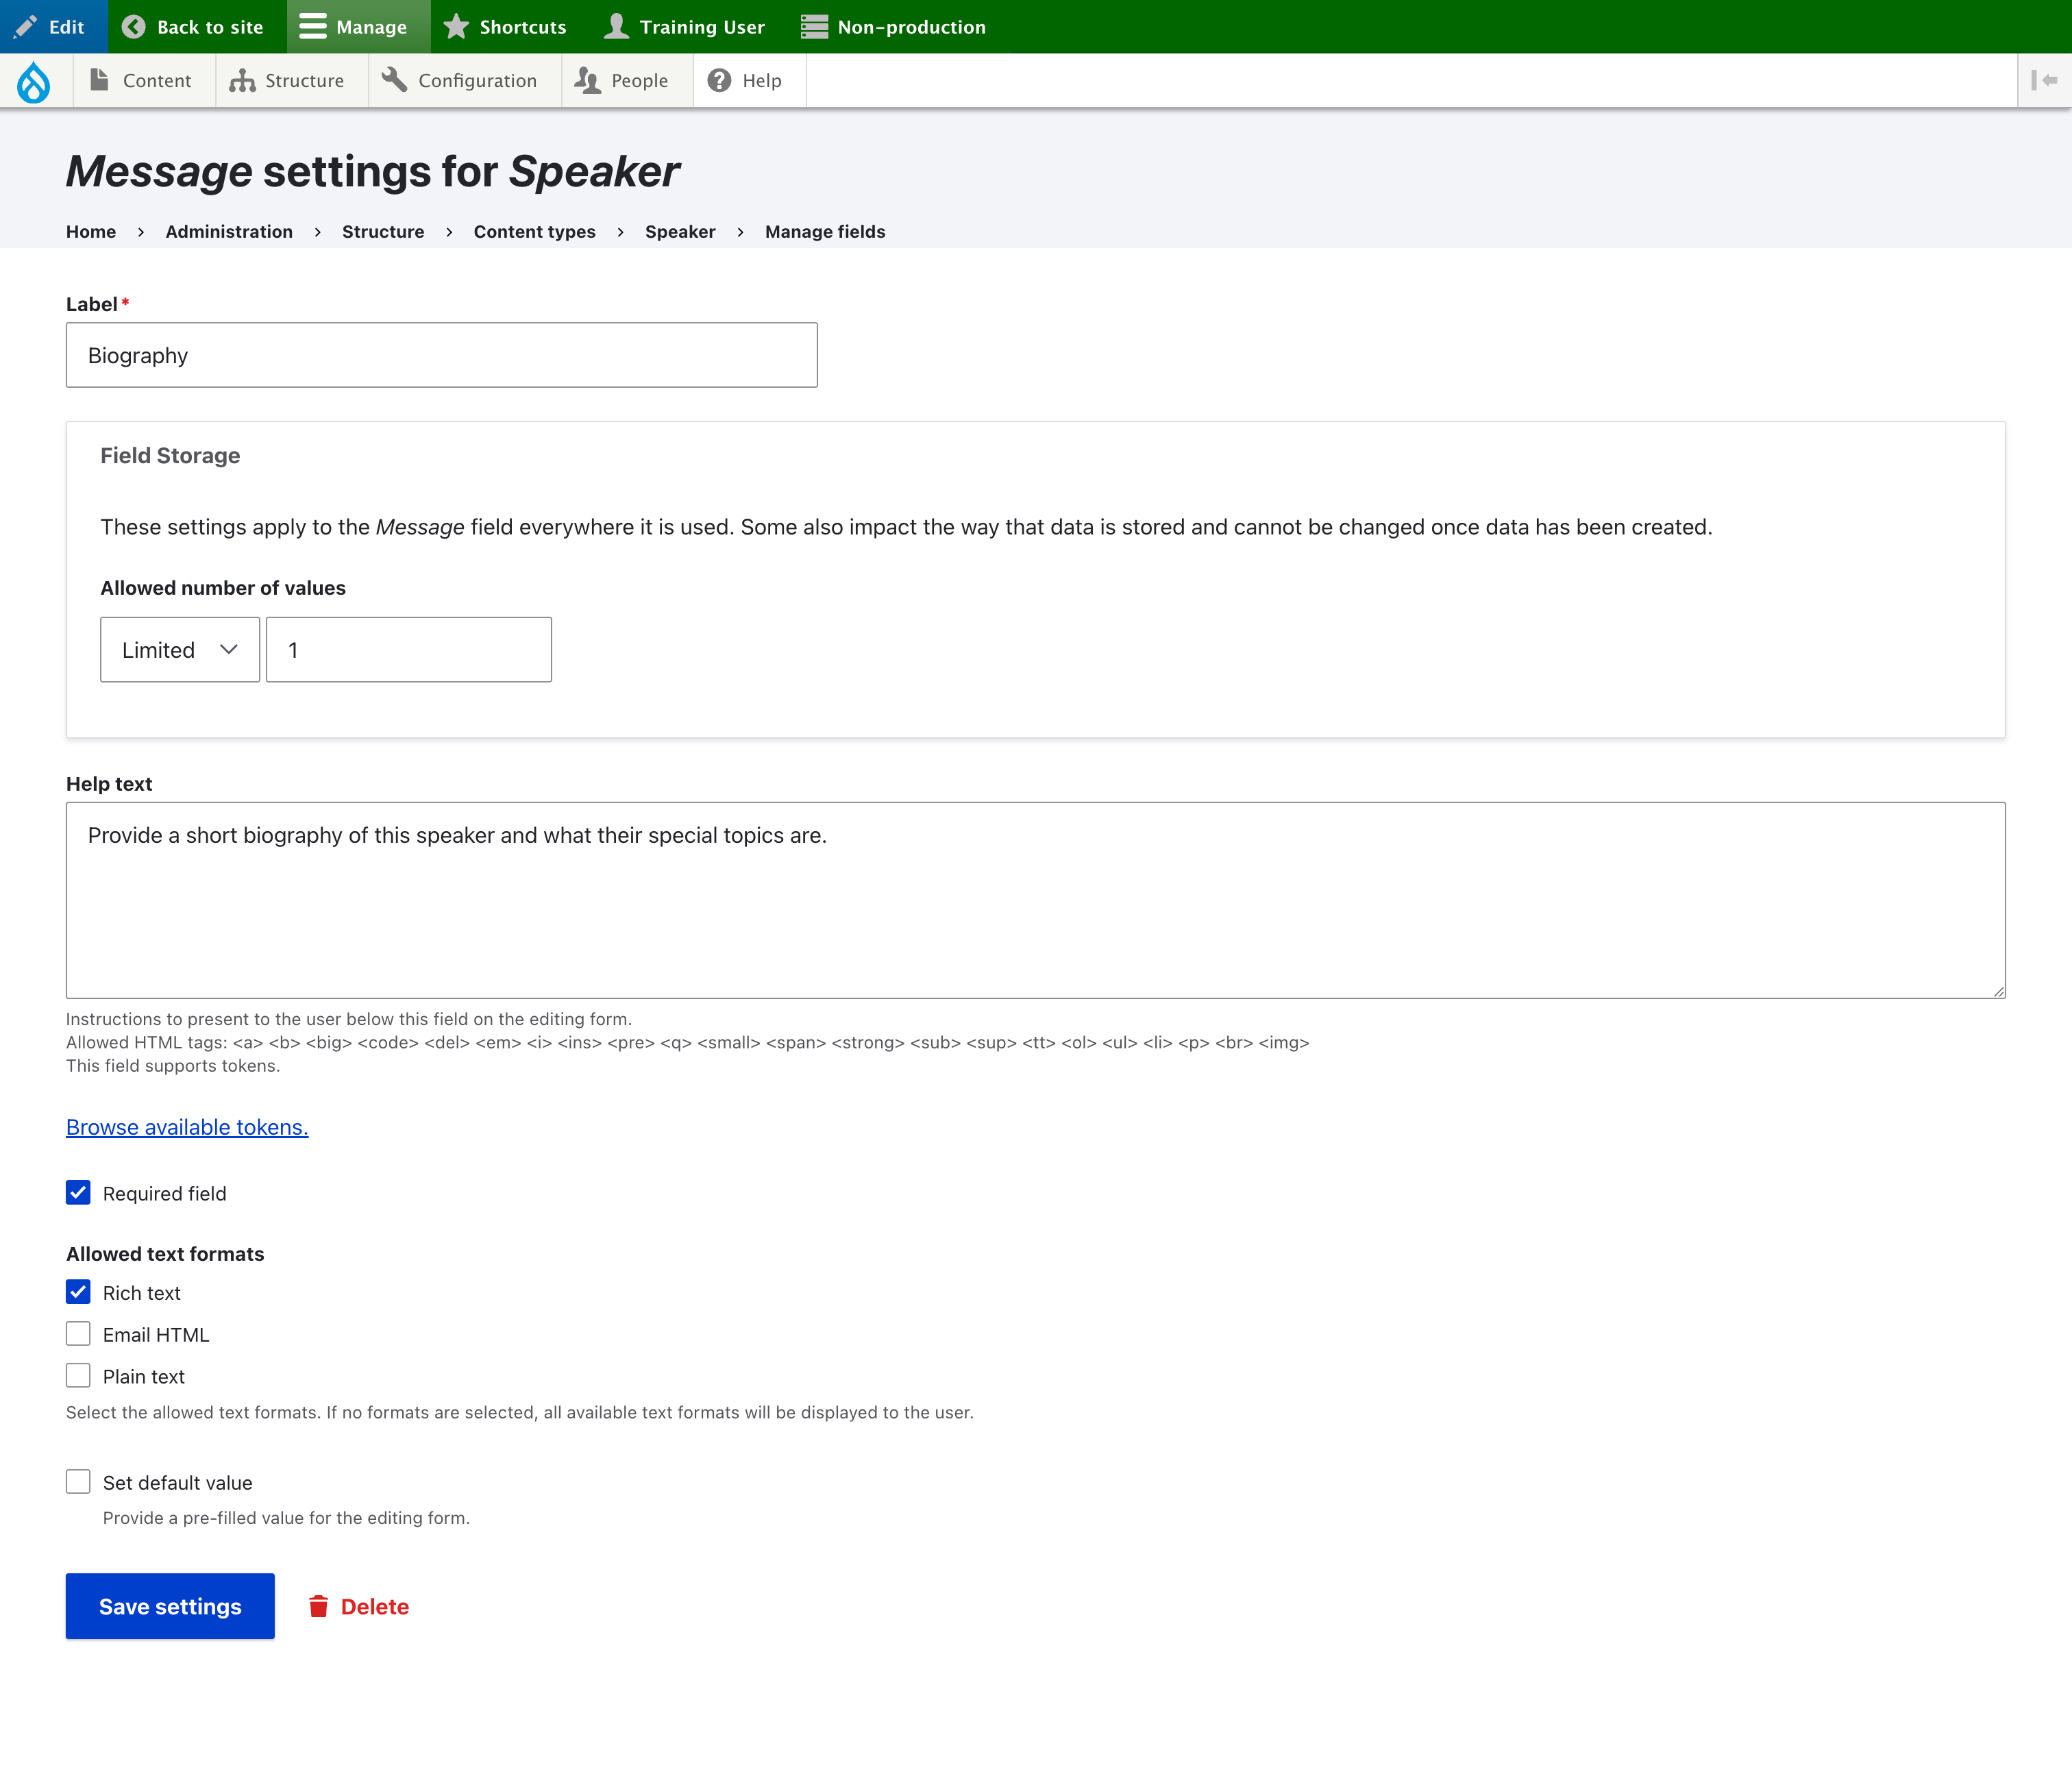 Edit Back to site Manage Shortcuts Training User Non-production
Content Structure Configuration People Help
Message settings for Speaker
Home › Administration › Structure › Content types › Speaker › Manage fields
Label*
Biography
Field Storage
These settings apply to the Message field everywhere it is used. Some also impact the way that data is stored and cannot be changed once data has been created.
Allowed number of values
Limited 1
Help text
Provide a short biography of this speaker and what their special topics are.
Instructions to present to the user below this field on the editing form.
Allowed HTML tags: <a> <b> <big> <code> <del> <em> <i> <ins> <pre> <q> <small> <span> <strong> <sub> <sup> <tt> <ol> <ul> <li> <p> <br> <img>
This field supports tokens.
Browse available tokens.
Required field
Allowed text formats
Rich text
Email HTML
Plain text
Select the allowed text formats. If no formats are selected, all available text formats will be displayed to the user.
Set default value
Provide a pre-filled value for the editing form.
Save settings Delete